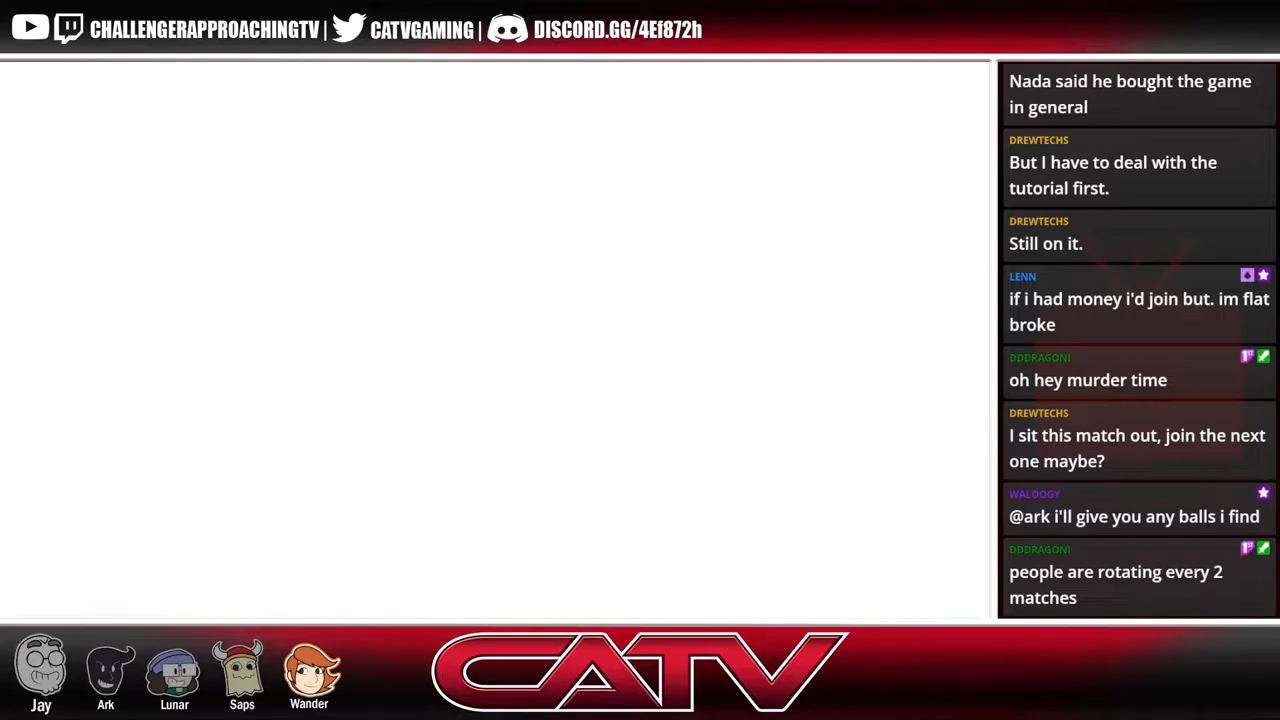 CHALLENGERAPPROACHINGTV | CATVGAMING | DISCORD.GG/4Ef872h
Nada said he bought the game
in general
DREWTECHS
But I have to deal with the
tutorial first.
DREWTECHS
Still on it.
LENN
if i had money i'd join but. im flat
broke
DDDRAGONI
oh hey murder time
DREWTECHS
I sit this match out, join the next
one maybe?
WALOOGY
@ark i'll give you any balls i find
DDDRAGONI
people are rotating every 2
matches
Jay Ark Lunar Saps Wander
CATV